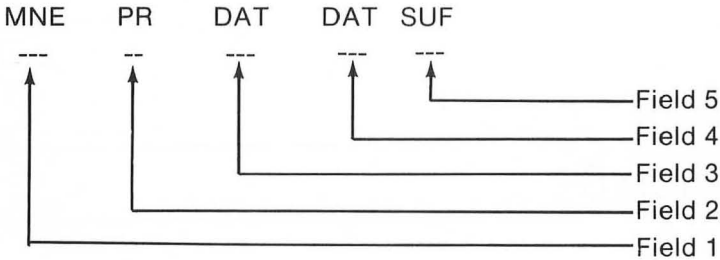 MNE PR DAT DAT SUF
--- -- --- --- ---
Field 5
Field 4
Field 3
Field 2
Field 1